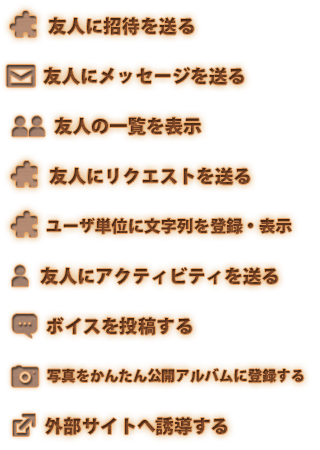 友人に招待を送る
友人にメッセージを送る
友人の一覧を表示
友人にリクエストを送る
ユーザ単位に文字列を登録・表示
友人にアクティビティを送る
ボイスを投稿する
写真をかんたん公開アルバムに登録する
外部サイトへ誘導する